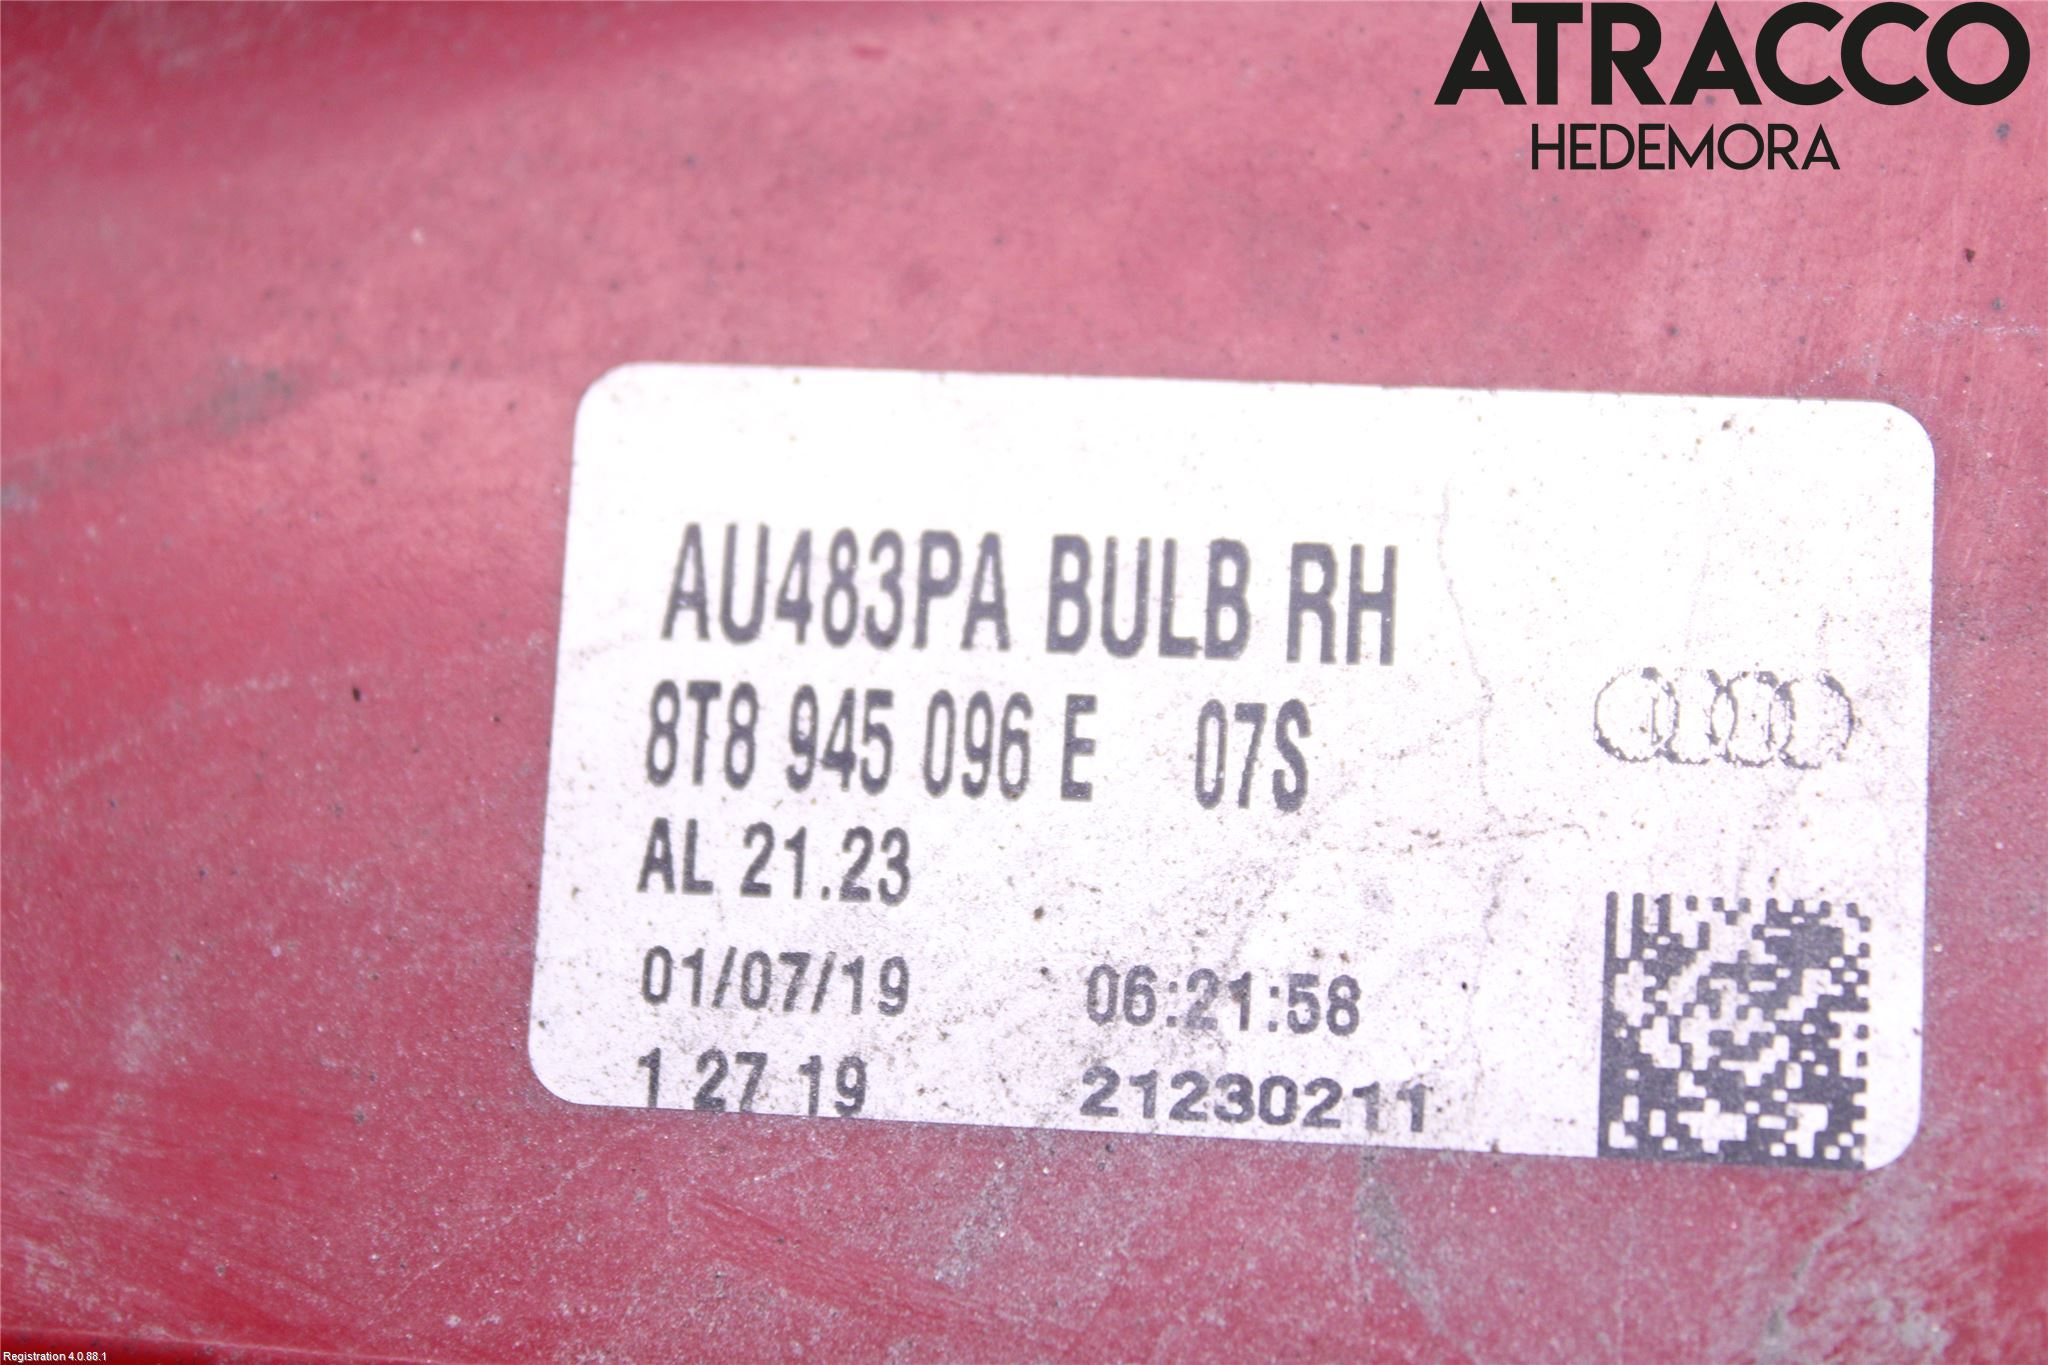 ATRACCO
HEDEMORA
AU483PA BULB RH
8T8 945 096 E 07S
AL 21.23
01/07/19 06:21:58
1 27 19 21230211
Registration 4.0.88.1